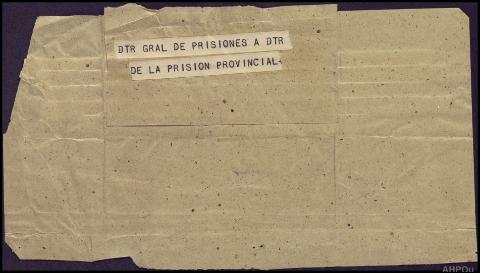 DTR GRAL DE PRISIONES A DTR
DE LA PRISION PROVINCIAL-
AHPOu